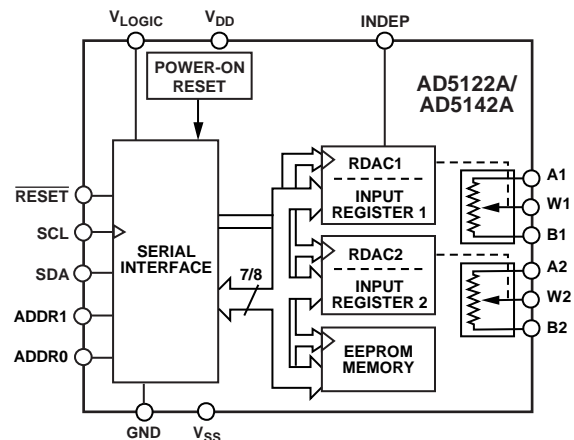 VLOGIC
VDD
INDEP
POWER-ON
RESET
AD5122A/
AD5142A
RDAC1
INPUT
REGISTER 1
A1
W1
B1
RESET
SCL
SDA
ADDR1
ADDR0
SERIAL
INTERFACE
7/8
RDAC2
INPUT
REGISTER 2
A2
W2
B2
EEPROM
MEMORY
GND
VSS